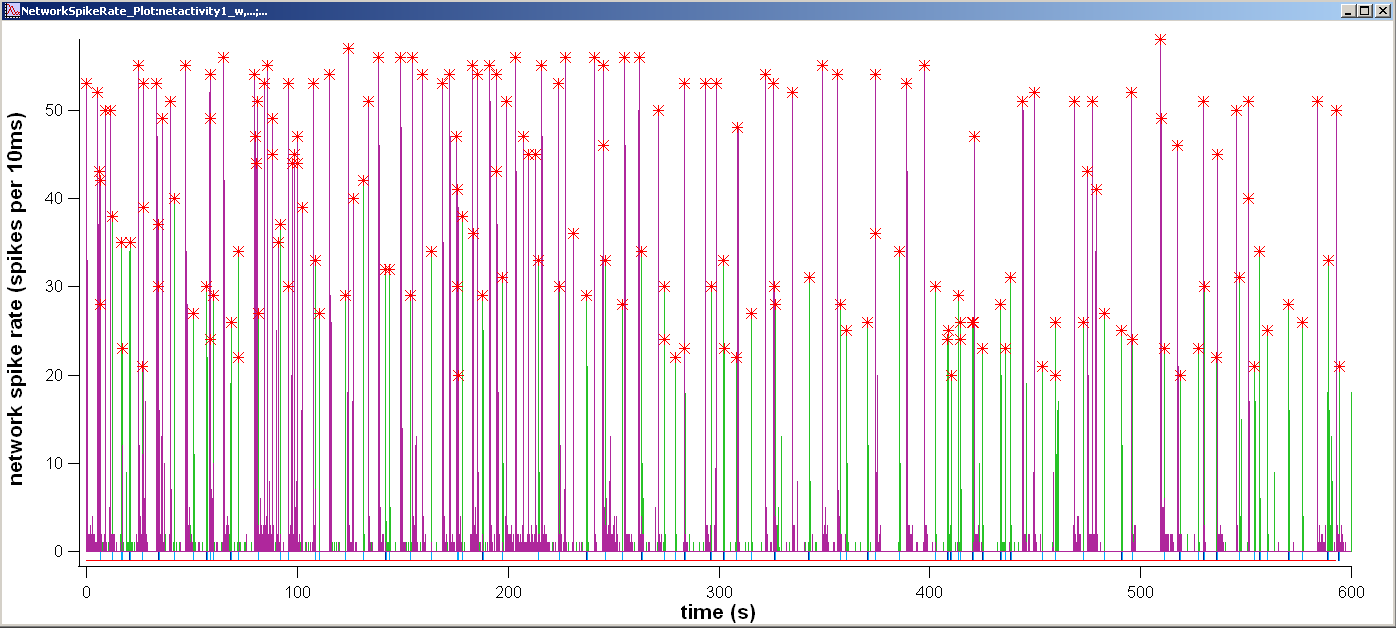 NetworkSpikeRate_Plot:netactivity1_w,...;...
network spike rate (spikes per 10ms)
50
40
30
20
10
0
0 100 200 300 400 500 600
time (s)